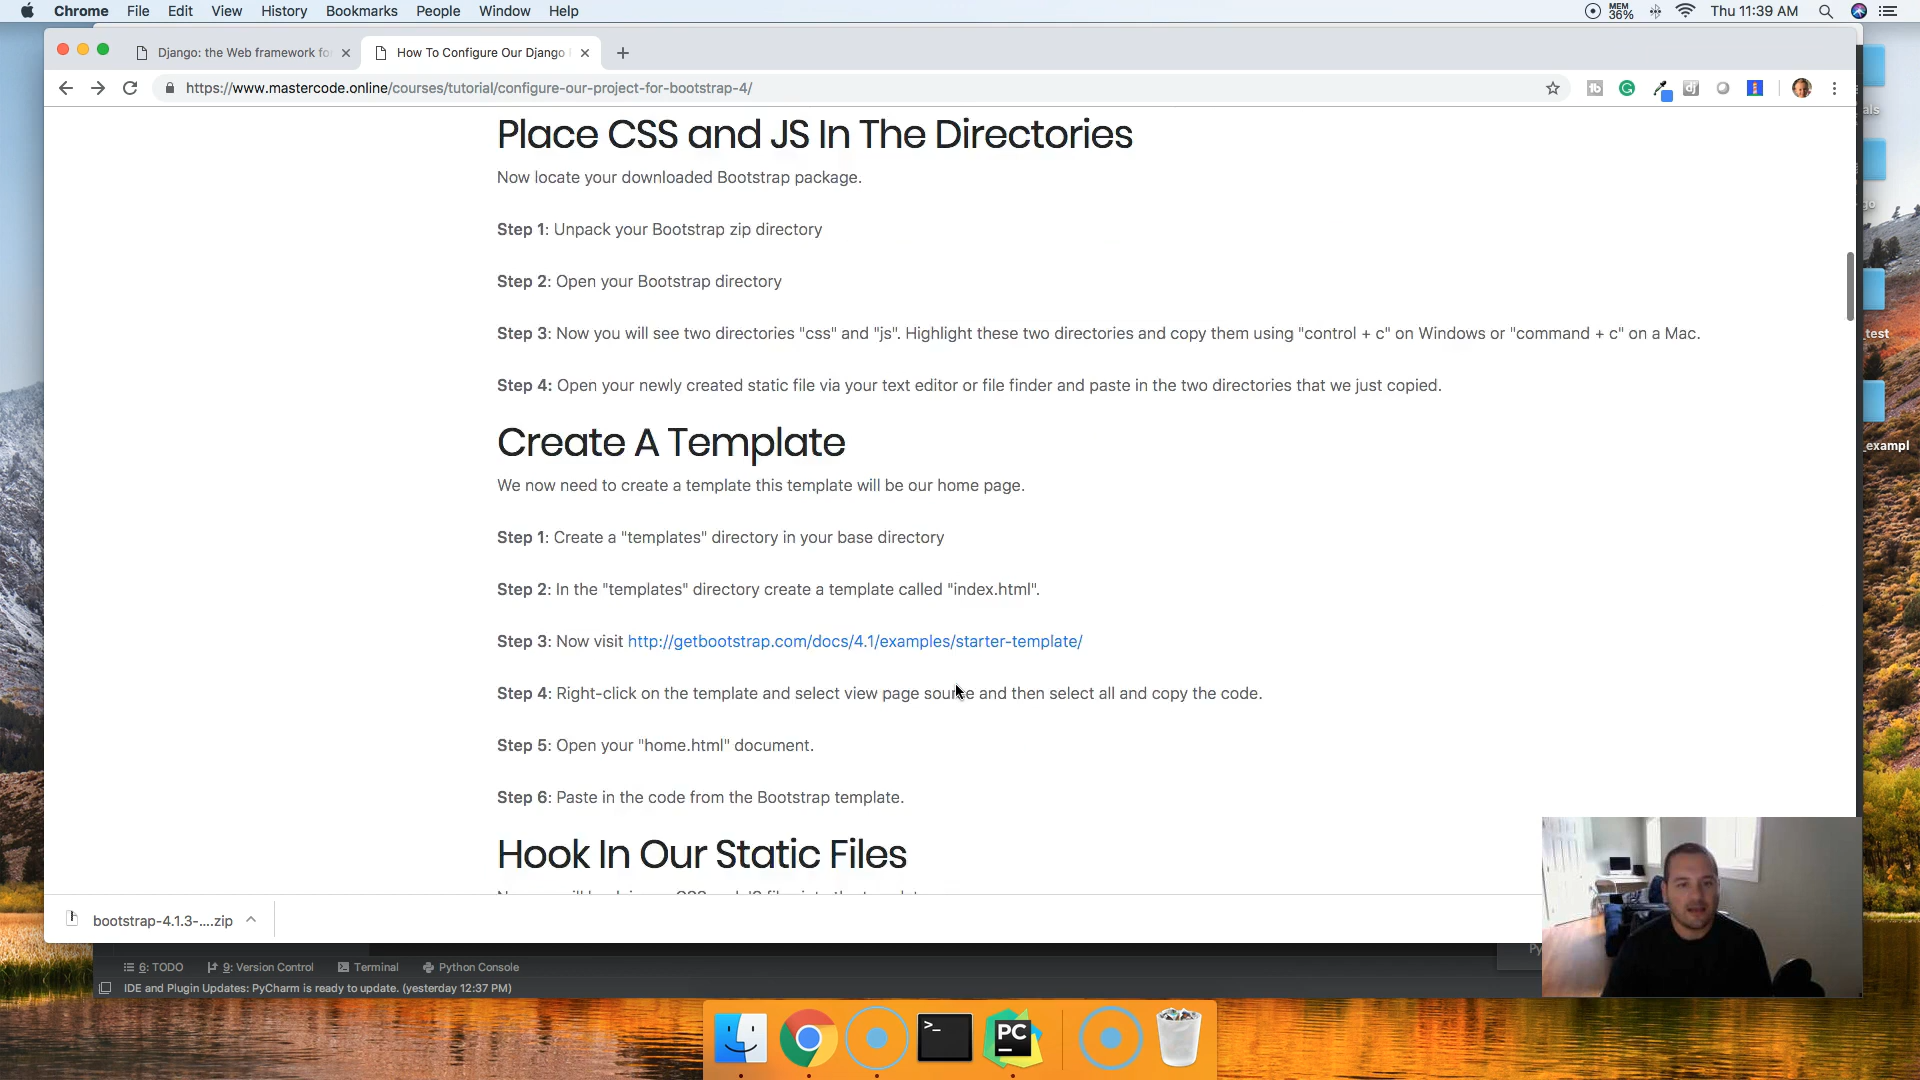 Chrome File Edit View History Bookmarks People Window Help MEM 36% Thu 11:39 AM
Django: the Web framework fo How To Configure Our Django
https://www.mastercode.online/courses/tutorial/configure-our-project-for-bootstrap-4/
Place CSS and JS In The Directories
Now locate your downloaded Bootstrap package.
Step 1: Unpack your Bootstrap zip directory
Step 2: Open your Bootstrap directory
Step 3: Now you will see two directories "css" and "js". Highlight these two directories and copy them using "control + c" on Windows or "command + c" on a Mac.
_test
Step 4: Open your newly created static file via your text editor or file finder and paste in the two directories that we just copied.
Create A Template
_exampl
We now need to create a template this template will be our home page.
Step 1: Create a "templates" directory in your base directory
Step 2: In the "templates" directory create a template called "index.html".
Step 3: Now visit http://getbootstrap.com/docs/4.1/examples/starter-template/
Step 4: Right-click on the template and select view page source and then select all and copy the code.
Step 5: Open your "home.html" document.
Step 6: Paste in the code from the Bootstrap template.
Hook In Our Static Files
bootstrap-4.1.3-....zip
6: TODO 9: Version Control Terminal Python Console
IDE and Plugin Updates: PyCharm is ready to update. (yesterday 12:37 PM)
PC